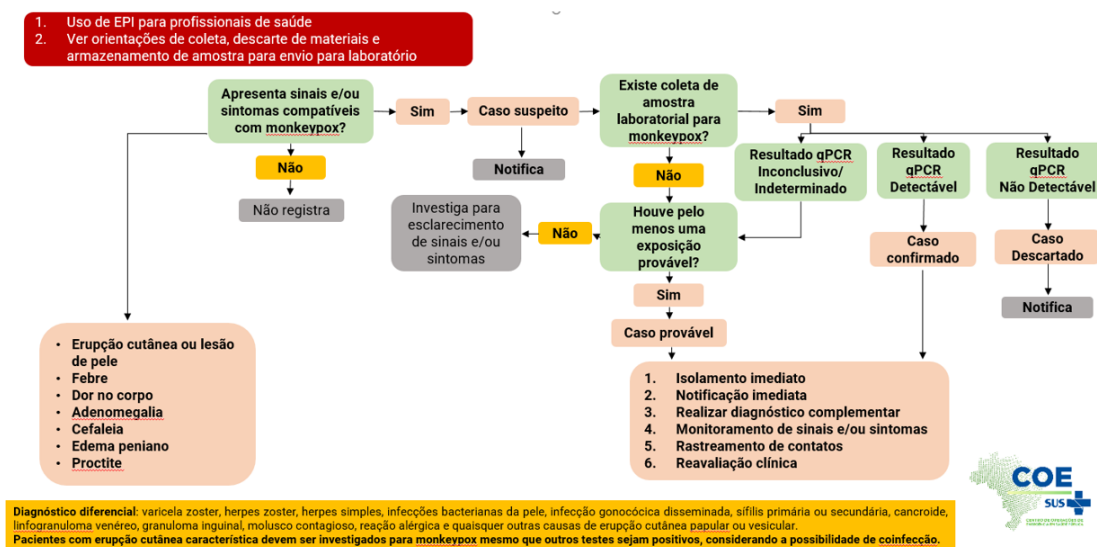 1. Uso de EPI para profissionais de saúde
2. Ver orientações de coleta, descarte de materiais e
armazenamento de amostra para envio para laboratório
Apresenta sinais e/ou
sintomas compatíveis
com monkeypox?
Sim
Caso suspeito
Existe coleta de
amostra
laboratorial para
monkeypox?
Sim
Não
Notifica
Não
Resultado qPCR
Inconclusivo/
Indeterminado
Resultado
qPCR
Detectável
Resultado
qPCR
Não Detectável
Não registra
Investiga para
esclarecimento
de sinais e/ou
sintomas
Não
Houve pelo
menos uma
exposição
provável?
Caso
confirmado
Caso
Descartado
Sim
Notifica
Caso provável
• Erupção cutânea ou lesão
de pele
• Febre
• Dor no corpo
• Adenomegalia
• Cefaleia
• Edema peniano
• Proctite
1. Isolamento imediato
2. Notificação imediata
3. Realizar diagnóstico complementar
4. Monitoramento de sinais e/ou sintomas
5. Rastreamento de contatos
6. Reavaliação clínica
COE
SUS
Diagnóstico diferencial: varicela zoster, herpes zoster, herpes simples, infecções bacterianas da pele, infecção gonocócica disseminada, sífilis primária ou secundária, cancroide,
linfogranuloma venéreo, granuloma inguinal, molusco contagioso, reação alérgica e quaisquer outras causas de erupção cutânea papular ou vesicular.
Pacientes com erupção cutânea característica devem ser investigados para monkeypox mesmo que outros testes sejam positivos, considerando a possibilidade de coinfecção.